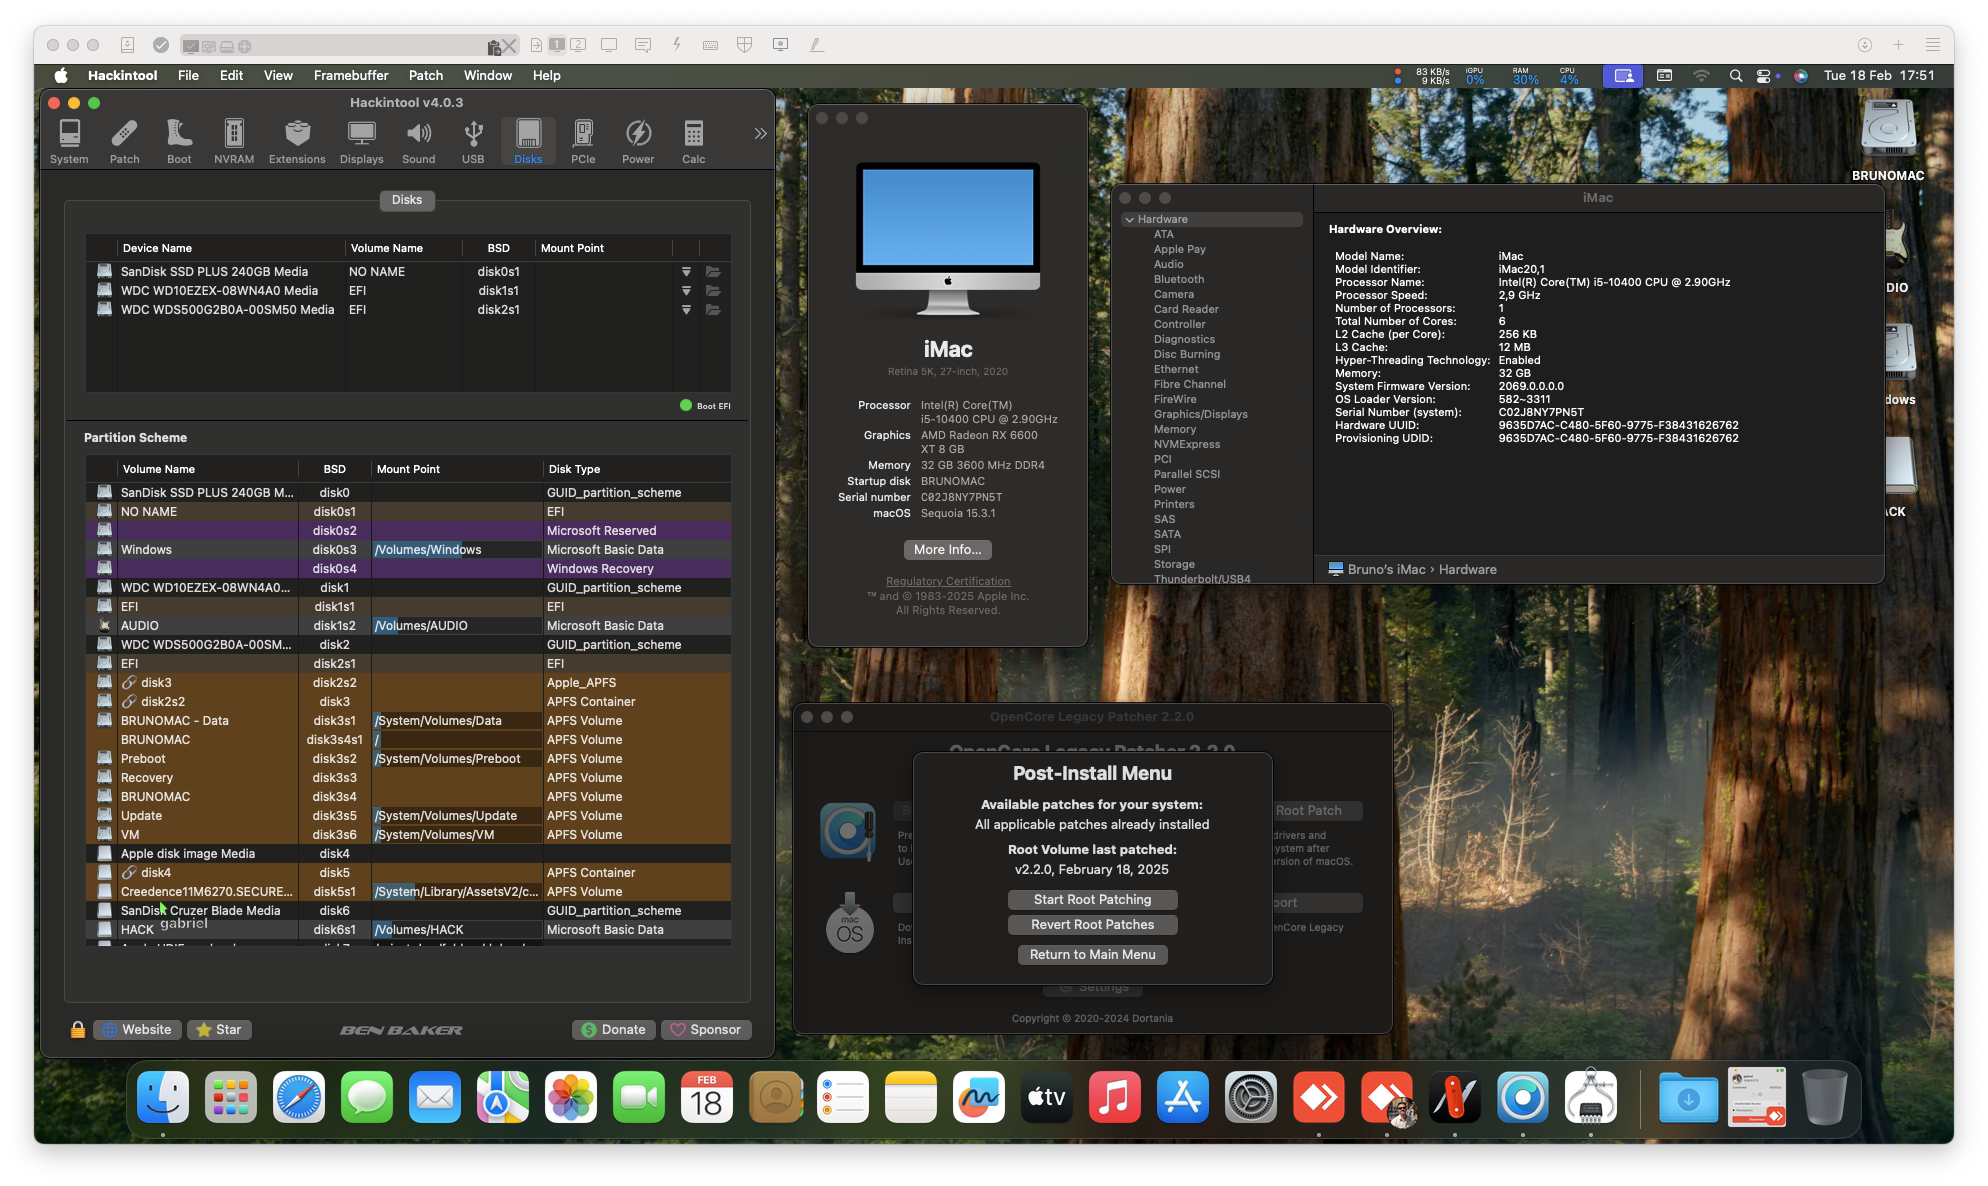 1 2
Hackintool File Edit View Framebuffer Patch Window Help
83 KB/s
9 KB/s
iGPU
0%
RAM
30%
CPU
4%
Tue 18 Feb 17:51
Hackintool v4.0.3
System Patch Boot NVRAM Extensions Displays Sound USB Disks PCIe Power Calc
Disks
Device Name Volume Name BSD Mount Point
SanDisk SSD PLUS 240GB Media NO NAME disk0s1
WDC WD10EZEX-08WN4A0 Media EFI disk1s1
WDC WDS500G2B0A-00SM50 Media EFI disk2s1
Boot EFI
Partition Scheme
Volume Name BSD Mount Point Disk Type
SanDisk SSD PLUS 240GB M... disk0 GUID_partition_scheme
NO NAME disk0s1 EFI
disk0s2 Microsoft Reserved
Windows disk0s3 /Volumes/Windows Microsoft Basic Data
disk0s4 Windows Recovery
WDC WD10EZEX-08WN4A0... disk1 GUID_partition_scheme
EFI disk1s1 EFI
AUDIO disk1s2 /Volumes/AUDIO Microsoft Basic Data
WDC WDS500G2B0A-00SM... disk2 GUID_partition_scheme
EFI disk2s1 EFI
disk3 disk2s2 Apple_APFS
disk2s2 disk3 APFS Container
BRUNOMAC - Data disk3s1 /System/Volumes/Data APFS Volume
BRUNOMAC disk3s4s1 / APFS Volume
Preboot disk3s2 /System/Volumes/Preboot APFS Volume
Recovery disk3s3 APFS Volume
BRUNOMAC disk3s4 APFS Volume
Update disk3s5 /System/Volumes/Update APFS Volume
VM disk3s6 /System/Volumes/VM APFS Volume
Apple disk image Media disk4
disk4 disk5 APFS Container
Creedence11M6270.SECURE... disk5s1 /System/Library/AssetsV2/c... APFS Volume
SanDisk Cruzer Blade Media disk6 GUID_partition_scheme
gabriel
HACK disk6s1 /Volumes/HACK Microsoft Basic Data
Website Star BEN BAKER Donate Sponsor
iMac
Retina 5K, 27-inch, 2020
Processor Intel(R) Core(TM)
i5-10400 CPU @ 2.90GHz
Graphics AMD Radeon RX 6600
XT 8 GB
Memory 32 GB 3600 MHz DDR4
Startup disk BRUNOMAC
Serial number C02J8NY7PN5T
macOS Sequoia 15.3.1
More Info...
Regulatory Certification
™ and © 1983-2025 Apple Inc.
All Rights Reserved.
iMac
Hardware
ATA
Apple Pay
Audio
Bluetooth
Camera
Card Reader
Controller
Diagnostics
Disc Burning
Ethernet
Fibre Channel
FireWire
Graphics/Displays
Memory
NVMExpress
PCI
Parallel SCSI
Power
Printers
SAS
SATA
SPI
Storage
Thunderbolt/USB4
Hardware Overview:
Model Name: iMac
Model Identifier: iMac20,1
Processor Name: Intel(R) Core(TM) i5-10400 CPU @ 2.90GHz
Processor Speed: 2,9 GHz
Number of Processors: 1
Total Number of Cores: 6
L2 Cache (per Core): 256 KB
L3 Cache: 12 MB
Hyper-Threading Technology: Enabled
Memory: 32 GB
System Firmware Version: 2069.0.0.0.0
OS Loader Version: 582~3311
Serial Number (system): C02J8NY7PN5T
Hardware UUID: 9635D7AC-C480-5F60-9775-F38431626762
Provisioning UDID: 9635D7AC-C480-5F60-9775-F38431626762
Bruno's iMac › Hardware
BRUNOMAC
DIO
dows
ACK
OpenCore Legacy Patcher 2.2.0
OpenCore Legacy Patcher 2.2.0
Post-Install Menu
Available patches for your system:
All applicable patches already installed
Root Volume last patched:
v2.2.0, February 18, 2025
Start Root Patching
Revert Root Patches
Return to Main Menu
Root Patch
drivers and
ystem after
ersion of macOS.
port
enCore Legacy
mac
OS
Settings
Copyright © 2020-2024 Dortania
FEB
18
tv